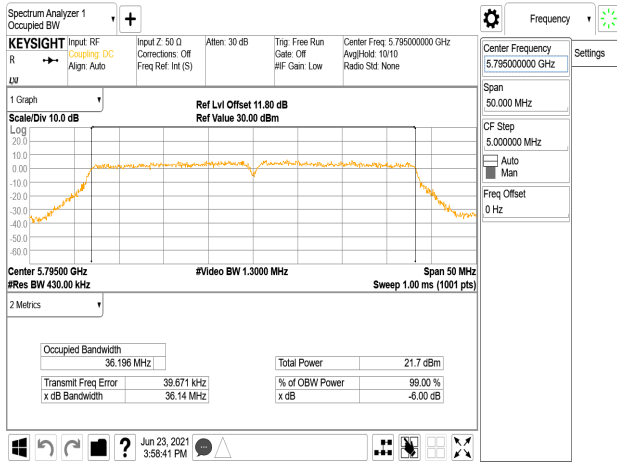 Spectrum Analyzer 1
Occupied BW
Frequency
KEYSIGHT
R
LXI
Input: RF
Coupling: DC
Align: Auto
Input Z: 50 Ω
Corrections: Off
Freq Ref: Int (S)
Atten: 30 dB
Trig: Free Run
Gate: Off
#IF Gain: Low
Center Freq: 5.795000000 GHz
Avg|Hold: 10/10
Radio Std: None
Center Frequency
5.795000000 GHz
Settings
Span
50.000 MHz
CF Step
5.000000 MHz
Auto
Man
Freq Offset
0 Hz
1 Graph
Scale/Div 10.0 dB
Ref Lvl Offset 11.80 dB
Ref Value 30.00 dBm
Log
20.0
10.0
0.00
-10.0
-20.0
-30.0
-40.0
-50.0
-60.0
Center 5.79500 GHz
#Video BW 1.3000 MHz
Span 50 MHz
#Res BW 430.00 kHz
Sweep 1.00 ms (1001 pts)
2 Metrics
Occupied Bandwidth
36.196 MHz
Total Power 21.7 dBm
Transmit Freq Error 39.671 kHz
% of OBW Power 99.00 %
x dB Bandwidth 36.14 MHz
x dB -6.00 dB
?
Jun 23, 2021
3:58:41 PM